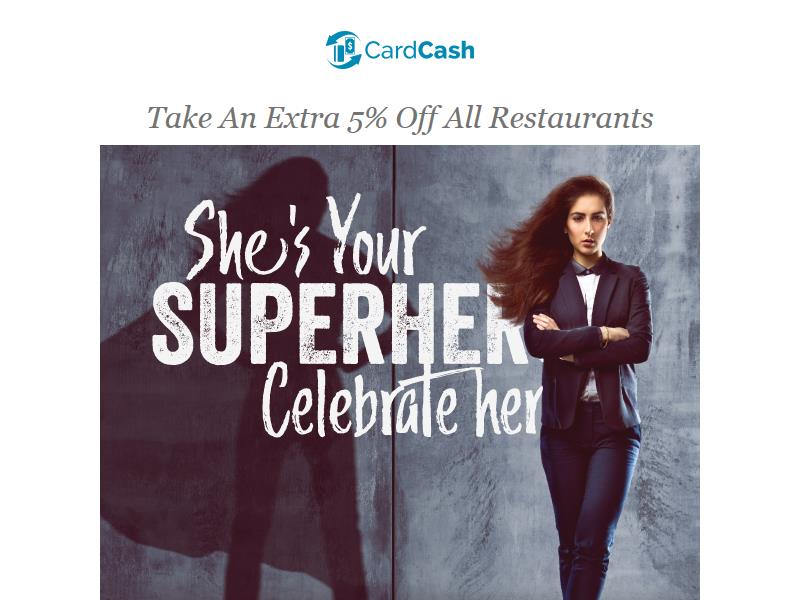 CardCash
Take An Extra 5% Off All Restaurants
She's Your
SUPERHER
Celebrate her